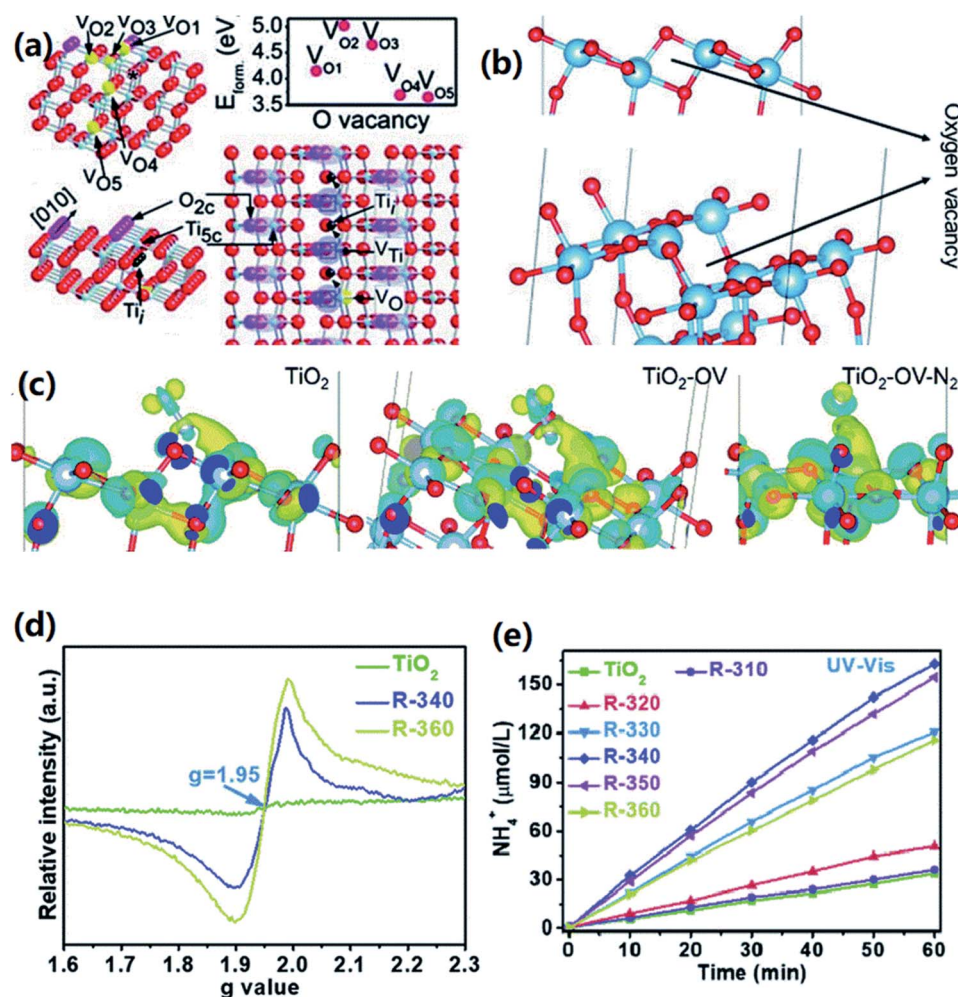 (a)
V_O2 V_O3 V_O1
*
V_O4
V_O5
E_form. (eV)
5.0
4.5
4.0
3.5
V_O1
V_O2
V_O3
V_O4
V_O5
O vacancy
[010]
O_2c
Ti_5c
Ti_i
Ti_i
V_Ti
V_O
(b)
Oxygen vacancy
(c)
TiO₂
TiO₂-OV
TiO₂-OV-N₂
(d)
Relative intensity (a.u.)
TiO₂
R-340
R-360
g=1.95
1.6 1.7 1.8 1.9 2.0 2.1 2.2 2.3
g value
(e)
NH₄⁺ (μmol/L)
150
120
90
60
30
0
TiO₂ R-310 UV-Vis
R-320
R-330
R-340
R-350
R-360
0 10 20 30 40 50 60
Time (min)